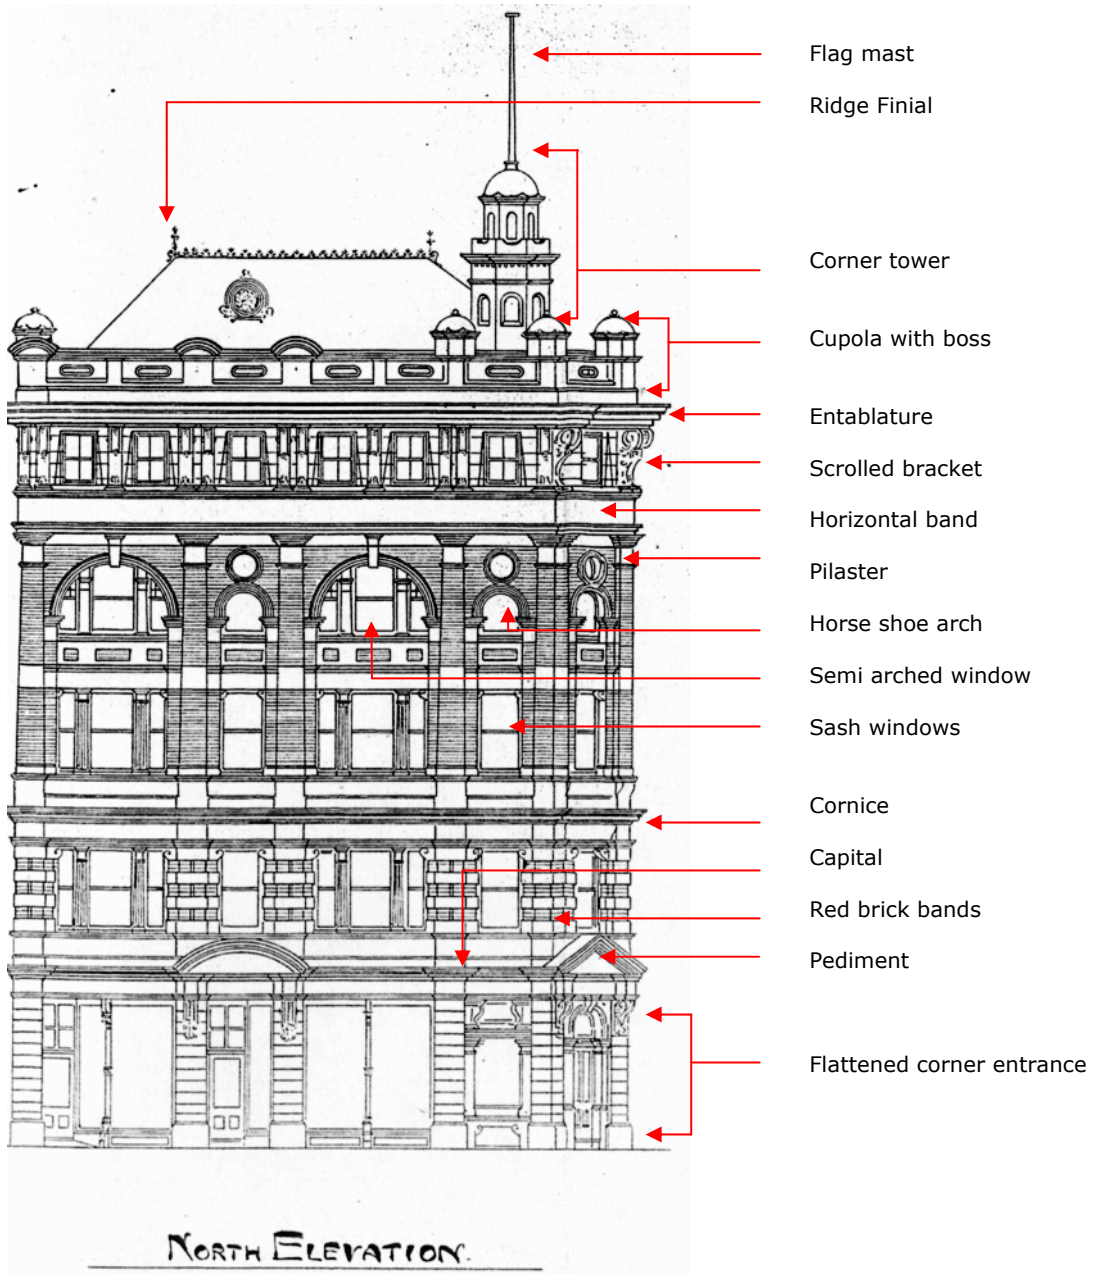 Flag mast
Ridge Finial
Corner tower
Cupola with boss
Entablature
Scrolled bracket
Horizontal band
Pilaster
Horse shoe arch
Semi arched window
Sash windows
Cornice
Capital
Red brick bands
Pediment
Flattened corner entrance
NORTH ELEVATION.